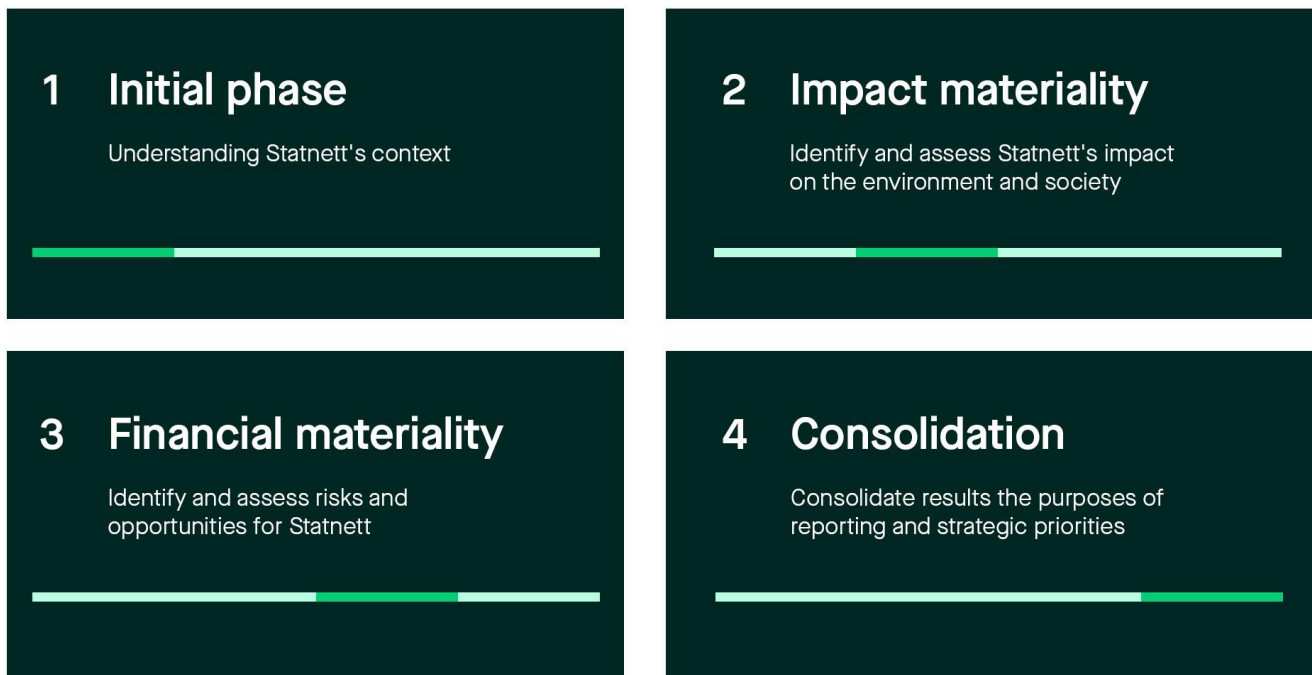 1 Initial phase
Understanding Statnett's context
2 Impact materiality
Identify and assess Statnett's impact
on the environment and society
3 Financial materiality
Identify and assess risks and
opportunities for Statnett
4 Consolidation
Consolidate results the purposes of
reporting and strategic priorities